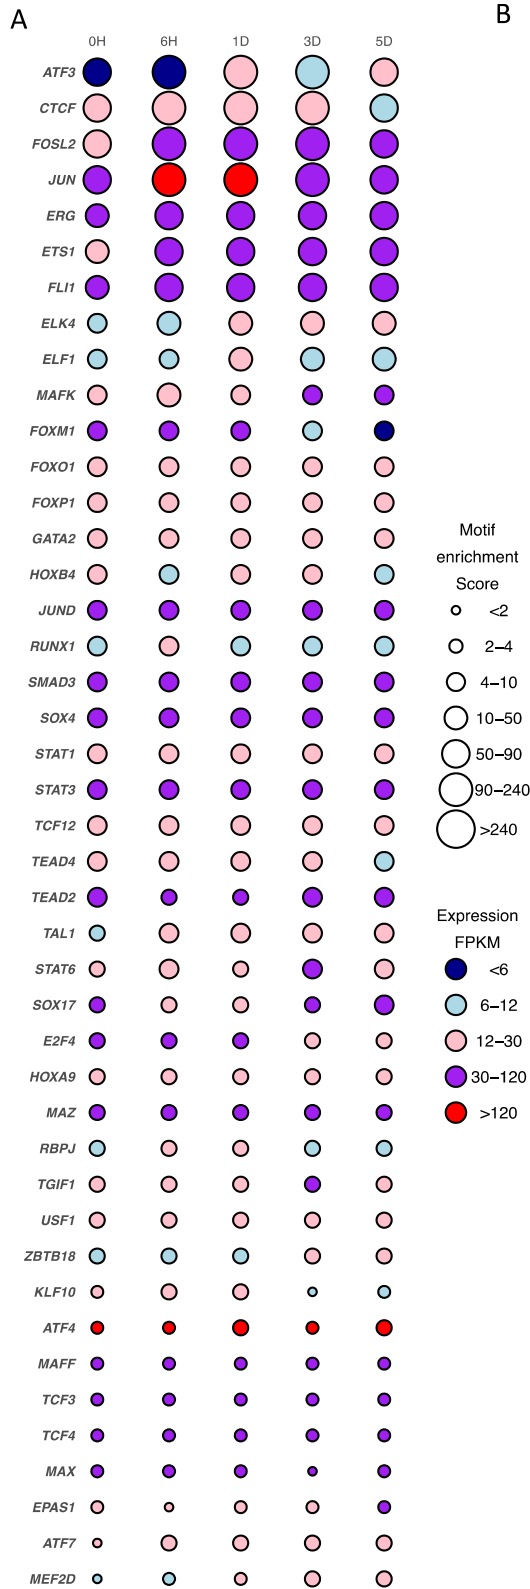 A
B
0H 6H 1D 3D 5D
ATF3
CTCF
FOSL2
JUN
ERG
ETS1
FLI1
ELK4
ELF1
MAFK
FOXM1
FOXO1
FOXP1
GATA2
HOXB4
JUND
RUNX1
SMAD3
SOX4
STAT1
STAT3
TCF12
TEAD4
TEAD2
TAL1
STAT6
SOX17
E2F4
HOXA9
MAZ
RBPJ
TGIF1
USF1
ZBTB18
KLF10
ATF4
MAFF
TCF3
TCF4
MAX
EPAS1
ATF7
MEF2D
Motif
enrichment
Score
<2
2–4
4–10
10–50
50–90
90–240
>240
Expression
FPKM
<6
6–12
12–30
30–120
>120